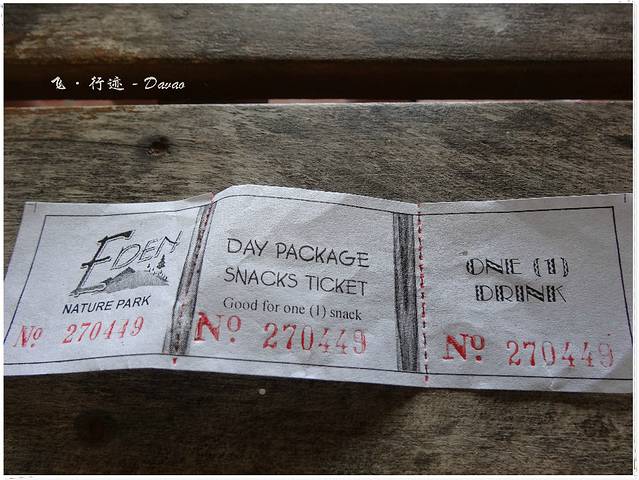 飞·行迹 - Davao
EDEN
NATURE PARK
Nº 270449
DAY PACKAGE
SNACKS TICKET
Good for one (1) snack
Nº 270449
ONE (1)
DRINK
Nº 270449